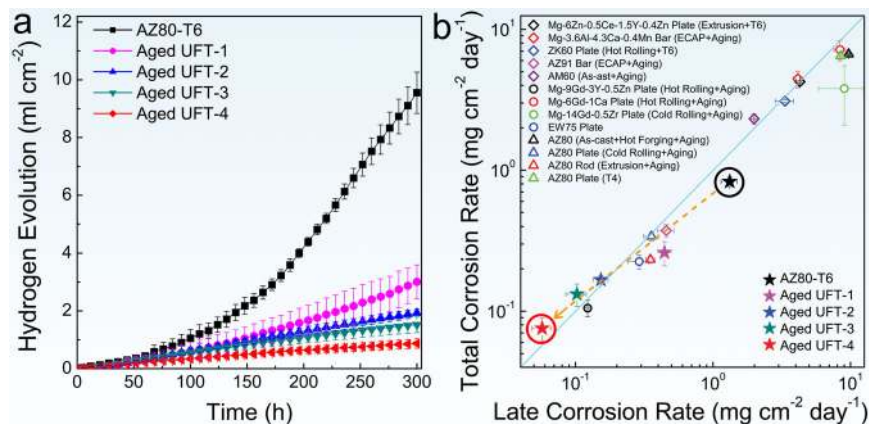 a
AZ80-T6
Aged UFT-1
Aged UFT-2
Aged UFT-3
Aged UFT-4
12
10
8
6
4
2
0
Hydrogen Evolution (ml cm⁻²)
0 50 100 150 200 250 300
Time (h)
b
Mg-6Zn-0.5Ce-1.5Y-0.4Zn Plate (Extrusion+T6)
Mg-3.6Al-4.3Ca-0.4Mn Bar (ECAP+Aging)
ZK60 Plate (Hot Rolling+T6)
AZ91 Bar (ECAP+Aging)
AM60 (As-ast+Aging)
Mg-9Gd-3Y-0.5Zn Plate (Hot Rolling+Aging)
Mg-6Gd-1Ca Plate (Hot Rolling+Aging)
Mg-14Gd-0.5Zr Plate (Cold Rolling+Aging)
EW75 Plate
AZ80 (As-cast+Hot Forging+Aging)
AZ80 Plate (Cold Rolling+Aging)
AZ80 Rod (Extrusion+Aging)
AZ80 Plate (T4)
AZ80-T6
Aged UFT-1
Aged UFT-2
Aged UFT-3
Aged UFT-4
10¹
10⁰
10⁻¹
Total Corrosion Rate (mg cm⁻² day⁻¹)
10⁻¹ 10⁰ 10¹
Late Corrosion Rate (mg cm⁻² day⁻¹)